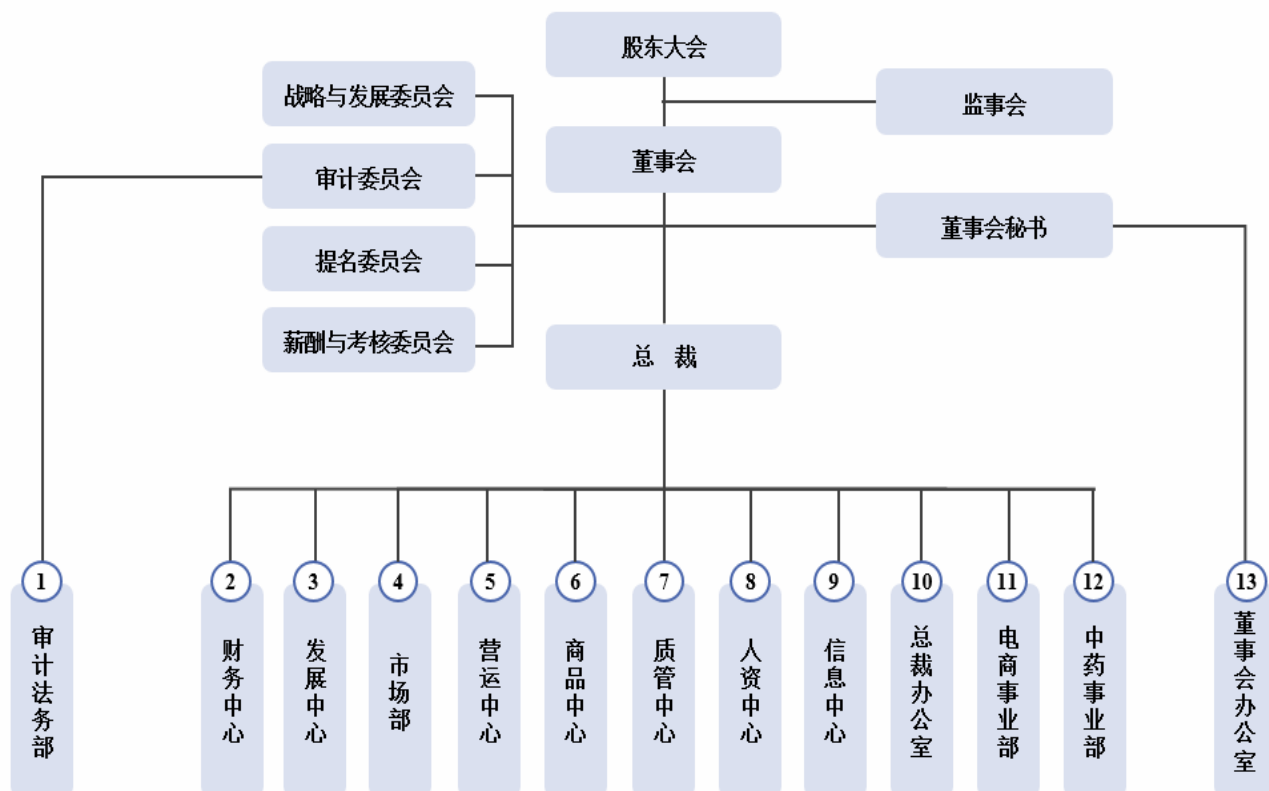 股东大会
战略与发展委员会
监事会
董事会
审计委员会
董事会秘书
提名委员会
薪酬与考核委员会
总 裁
1
审计法务部
2
财务中心
3
发展中心
4
市场部
5
营运中心
6
商品中心
7
质管中心
8
人资中心
9
信息中心
10
总裁办公室
11
电商事业部
12
中药事业部
13
董事会办公室